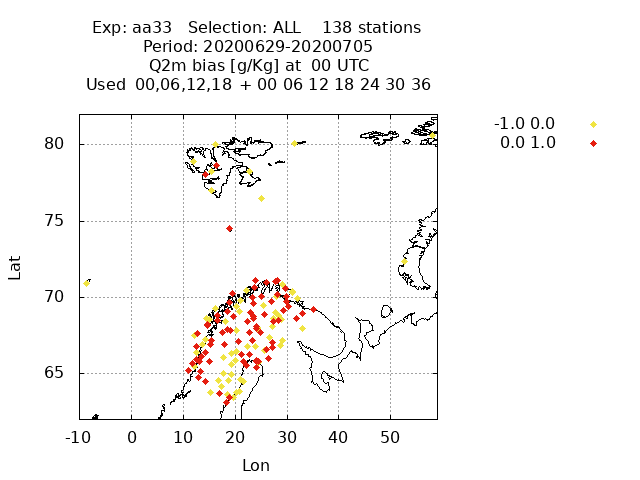 Exp: aa33 Selection: ALL 138 stations
Period: 20200629-20200705
Q2m bias [g/Kg] at 00 UTC
Used 00,06,12,18 + 00 06 12 18 24 30 36
-1.0 0.0
0.0 1.0
80
75
70
65
Lat
-10 0 10 20 30 40 50
Lon